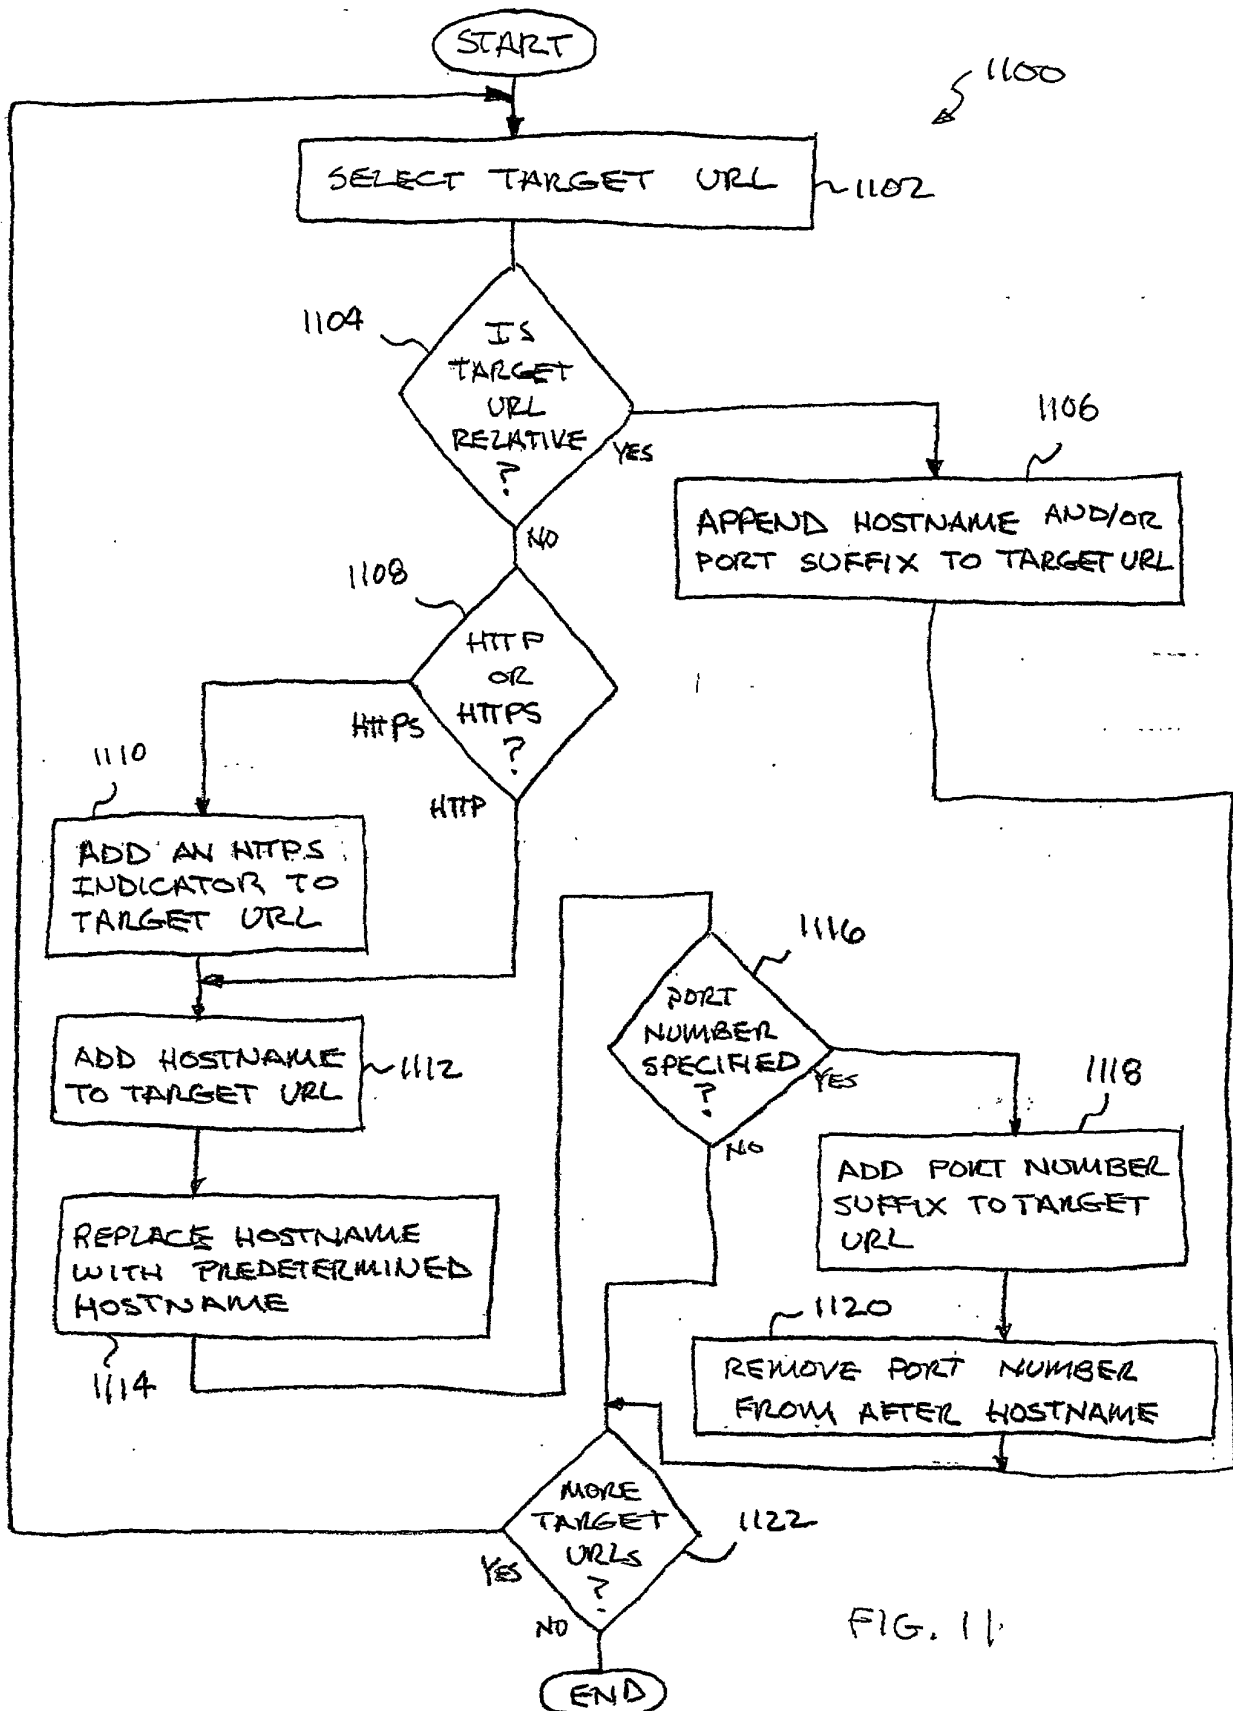 START
1100
SELECT TARGET URL
1102
1104
IS
TARGET
URL
RELATIVE
?
YES
NO
1106
APPEND HOSTNAME AND/OR
PORT SUFFIX TO TARGET URL
1108
HTTP
OR
HTTPS
?
HTTPS
HTTP
1110
ADD AN HTTPS
INDICATOR TO
TARGET URL
1112
ADD HOSTNAME
TO TARGET URL
REPLACE HOSTNAME
WITH PREDETERMINED
HOSTNAME
1114
1116
PORT
NUMBER
SPECIFIED
?
YES
NO
1118
ADD PORT NUMBER
SUFFIX TO TARGET
URL
1120
REMOVE PORT NUMBER
FROM AFTER HOSTNAME
MORE
TARGET
URLS
?
1122
YES
NO
END
FIG. 11